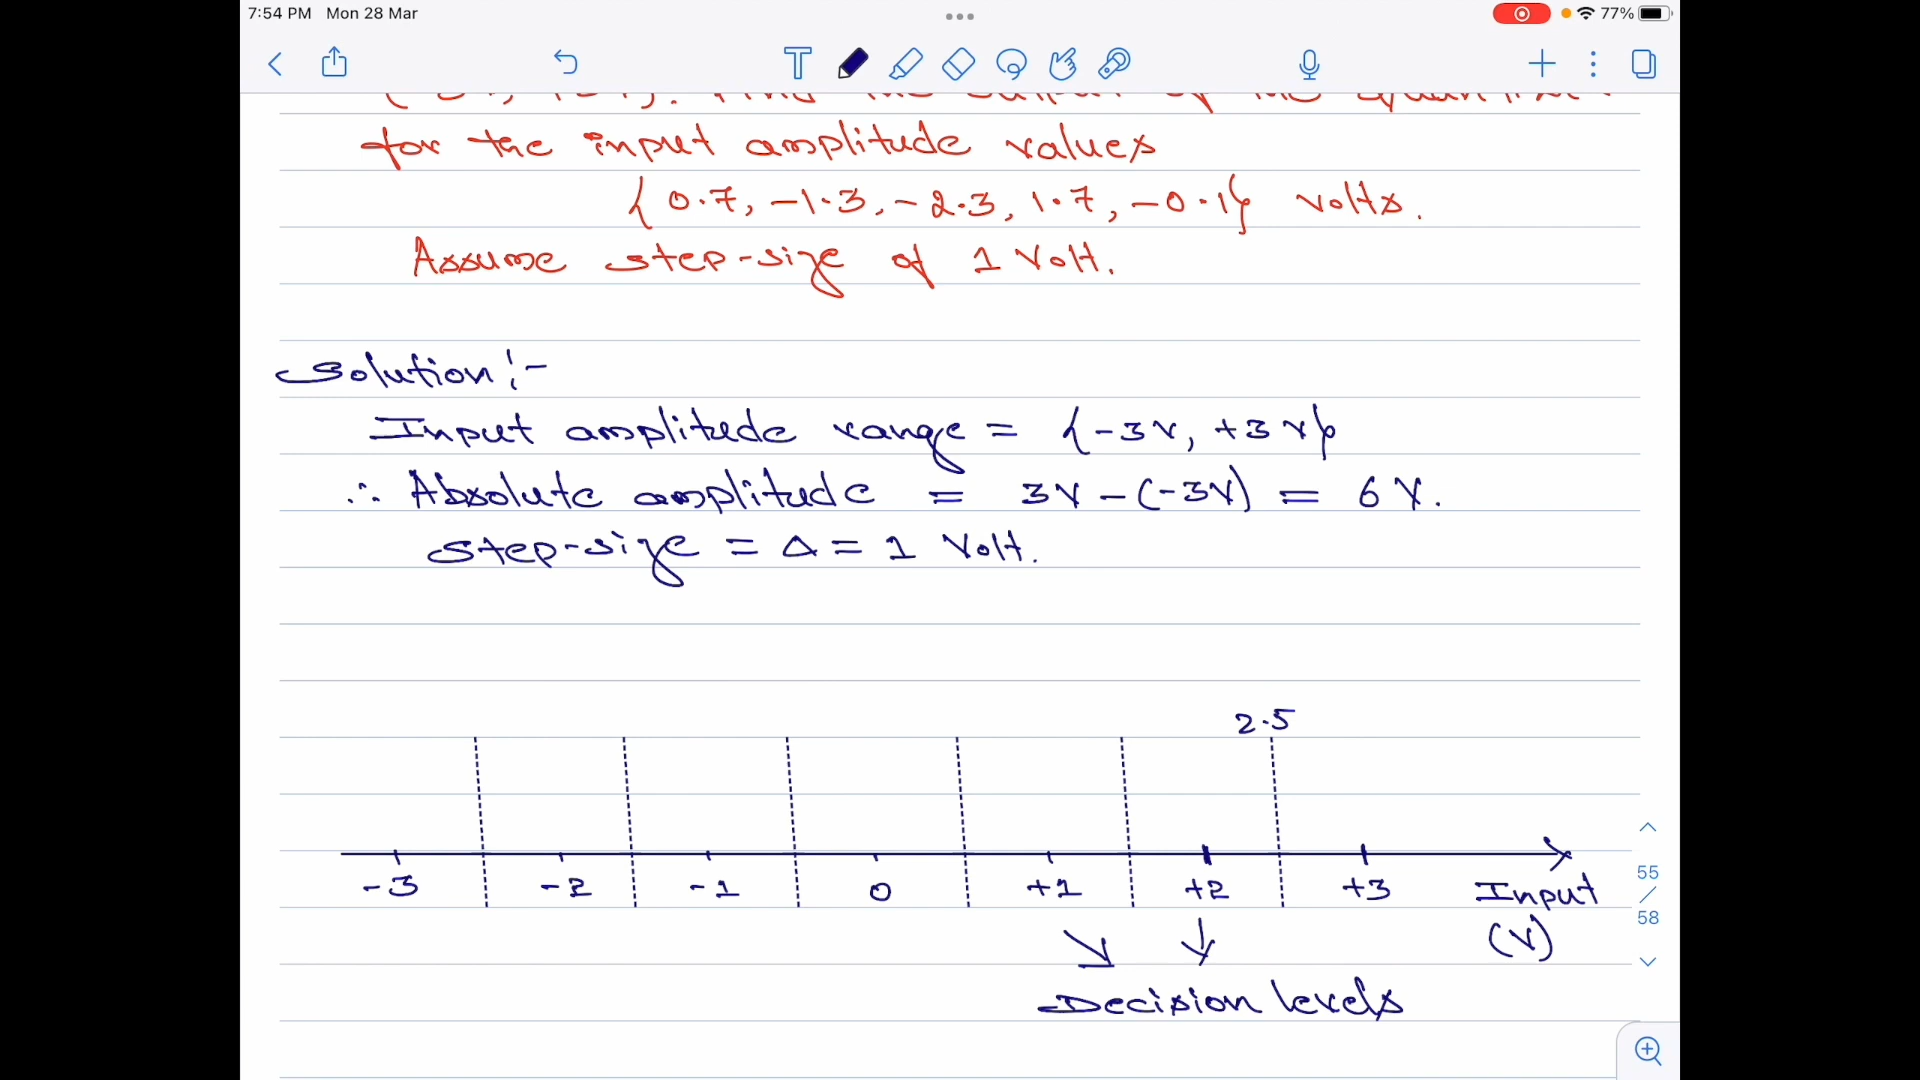 7:54 PM Mon 28 Mar
77%
for the input amplitude values
{0.7, -1.3, -2.3, 1.7, -0.1} volts.
Assume step-size of 1 Volt.
Solution:-
Input amplitude range = {-3V, +3V}
∴ Absolute amplitude = 3V - (-3V) = 6V.
step-size = Δ = 1 Volt.
2.5
-3 -2 -1 0 +1 +2 +3 Input
(V)
Decision levels
55
58